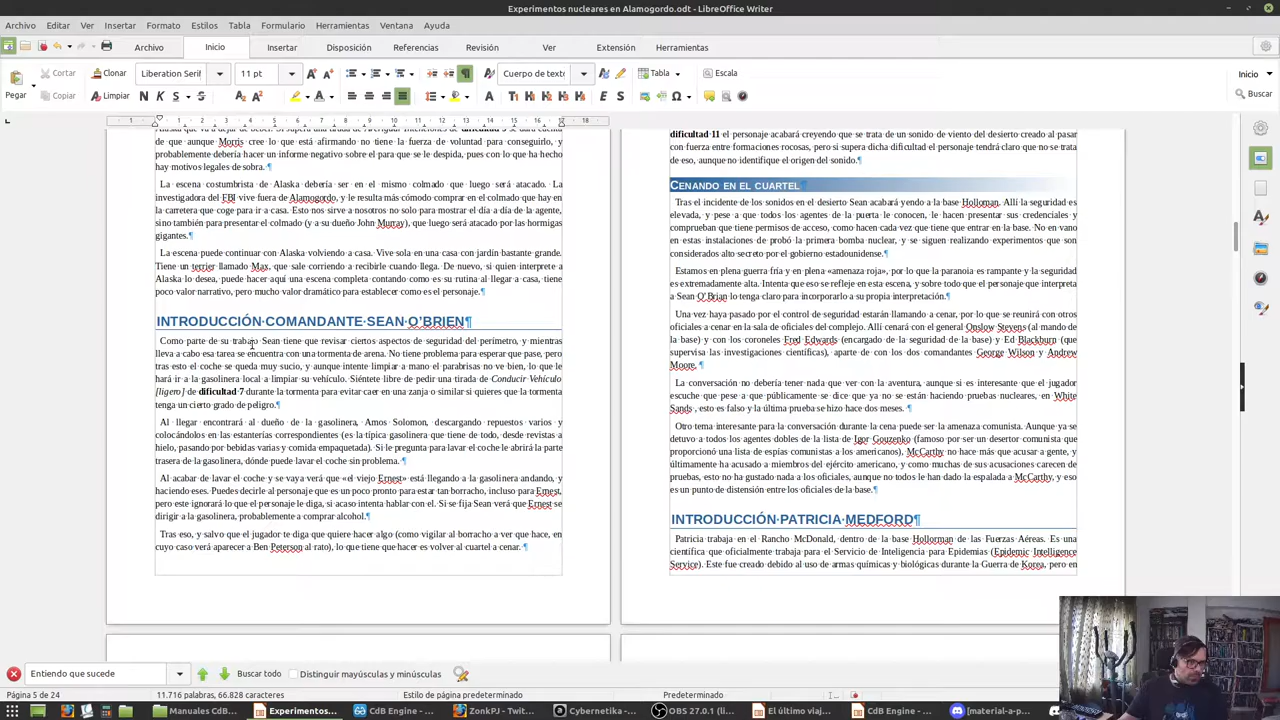 Experimentos nucleares en Alamogordo.odt - LibreOffice Writer
Archivo Editar Ver Insertar Formato Estilos Tabla Formulario Herramientas Ventana Ayuda
Archivo Inicio Insertar Disposición Referencias Revisión Ver Extensión Herramientas
Pegar Cortar Copiar Clonar Limpiar Liberation Serif 11 pt Cuerpo de texto Tabla Escala Inicio Buscar
de que aunque Morris cree lo que está afirmando no tiene la fuerza de voluntad para conseguirlo, y
probablemente debería hacer un informe negativo sobre el para que se le despida, pues con lo que ha hecho
hay motivos legales de sobra. ¶
La escena costumbrista de Alaska debería ser en el mismo colmado que luego será atacado. La
investigadora del FBI vive fuera de Alamogordo, y le resulta más cómodo comprar en el colmado que hay en
la carretera que coge para ir a casa. Esto nos sirve a nosotros no solo para mostrar el día a día de la agente,
sino también para presentar el colmado (y a su dueño John Murray), que luego será atacado por las hormigas
gigantes.¶
La escena puede continuar con Alaska volviendo a casa. Vive sola en una casa con jardín bastante grande.
Tiene un terrier llamado Max, que sale corriendo a recibirle cuando llega. De nuevo, si quien interprete a
Alaska lo desea, puede hacer aquí una escena completa contando como es su rutina al llegar a casa, tiene
poco valor narrativo, pero mucho valor dramático para establecer como es el personaje.¶
INTRODUCCIÓN·COMANDANTE SEAN O’BRIEN¶
Como parte de su trabajo Sean tiene que revisar ciertos aspectos de seguridad del perímetro, y mientras
lleva a cabo esa tarea se encuentra con una tormenta de arena. No tiene problema para esperar que pase, pero
tras esto el coche se queda muy sucio, y aunque intente limpiar a mano el parabrisas no ve bien, lo que le
hará ir a la gasolinera local a limpiar su vehículo. Siéntete libre de pedir una tirada de Conducir Vehículo
[ligero] de dificultad 7 durante la tormenta para evitar caer en una zanja o similar si quieres que la tormenta
tenga un cierto grado de peligro.¶
Al llegar encontrará al dueño de la gasolinera, Amos Solomon, descargando repuestos varios y
colocándolos en las estanterías correspondientes (es la típica gasolinera que tiene de todo, desde revistas a
hielo, pasando por bebidas varias y comida empaquetada). Si le pregunta para lavar el coche le abrirá la parte
trasera de la gasolinera, dónde puede lavar el coche sin problema. ¶
Al acabar de lavar el coche y se vaya verá que «el viejo Ernest» está llegando a la gasolinera andando, y
haciendo eses. Puedes decirle al personaje que es un poco pronto para estar tan borracho, incluso para Ernest,
pero este ignorará lo que el personaje le diga, si acaso intenta hablar con el. Si se fija Sean verá que Ernest se
dirigir a la gasolinera, probablemente a comprar alcohol.¶
Tras eso, y salvo que el jugador te diga que quiere hacer algo (como vigilar al borracho a ver que hace, en
cuyo caso verá aparecer a Ben Peterson al rato), lo que tiene que hacer es volver al cuartel a cenar. ¶
dificultad 11 el personaje acabará creyendo que se trata de un sonido de viento del desierto creado al pasar
con fuerza entre formaciones rocosas, pero si supera dicha dificultad el personaje tendrá claro que no se trata
de eso, aunque no identifique el origen del sonido.¶
CENANDO EN EL CUARTEL¶
Tras el incidente de los sonidos en el desierto Sean acabará yendo a la base Holloman. Allí la seguridad es
elevada, y pese a que todos los agentes de la puerta le conocen, le hacen presentar sus credenciales y
comprueban que tiene permisos de acceso, como hacen cada vez que tiene que entrar en la base. No en vano
en estas instalaciones de probó la primera bomba nuclear, y se siguen realizando experimentos que son
considerados alto secreto por el gobierno estadounidense.¶
Estamos en plena guerra fría y en plena «amenaza roja», por lo que la paranoia es rampante y la seguridad
es extremadamente alta. Intenta que eso se refleje en esta escena, y sobre todo que el personaje que interpreta
a Sean O’Brian lo tenga claro para incorporarlo a su propia interpretación.¶
Una vez haya pasado por el control de seguridad estarán llamando a cenar, por lo que se reunirá con otros
oficiales a cenar en la sala de oficiales del complejo. Allí cenará con el general Onslow Stevens (al mando de
la base) y con los coroneles Fred Edwards (encargado de la seguridad de la base) y Ed Blackburn (que
supervisa las investigaciones científicas), aparte de con los dos comandantes George Wilson y Andrew
Moore. ¶
La conversación no debería tener nada que ver con la aventura, aunque si es interesante que el jugador
escuche que pese a que públicamente se dice que ya no se están haciendo pruebas nucleares, en White
Sands , esto es falso y la última prueba se hizo hace dos meses. ¶
Otro tema interesante para la conversación durante la cena puede ser la amenaza comunista. Aunque ya se
detuvo a todos los agentes dobles de la lista de Igor Gouzenko (famoso por ser un desertor comunista que
proporcionó una lista de espías comunistas a los americanos), McCarthy no hace más que acusar a gente, y
últimamente ha acusado a miembros del ejército americano, y como muchas de sus acusaciones carecen de
pruebas, esto no ha gustado nada a los oficiales, aunque no todos le han dado la espalada a McCarthy, y eso
es un punto de distensión entre los oficiales de la base.¶
INTRODUCCIÓN·PATRICIA MEDFORD¶
Patricia trabaja en el Rancho McDonald, dentro de la base Hollorman de las Fuerzas Aéreas. Es una
científica que oficialmente trabaja para el Servicio de Inteligencia para Epidemias (Epidemic Intelligence
Service). Este fue creado debido al uso de armas químicas y biológicas durante la Guerra de Korea, pero en
Entiendo que sucede Buscar todo Distinguir mayúsculas y minúsculas
Página 5 de 24 11.716 palabras, 66.828 caracteres Estilo de página predeterminado Predeterminado
Manuales CdB... Experimentos... CdB Engine - ... ZonkPJ - Twit... Cybernetika - ... OBS 27.0.1 (li... El último viaj... CdB Engine - ... [material-a-p...